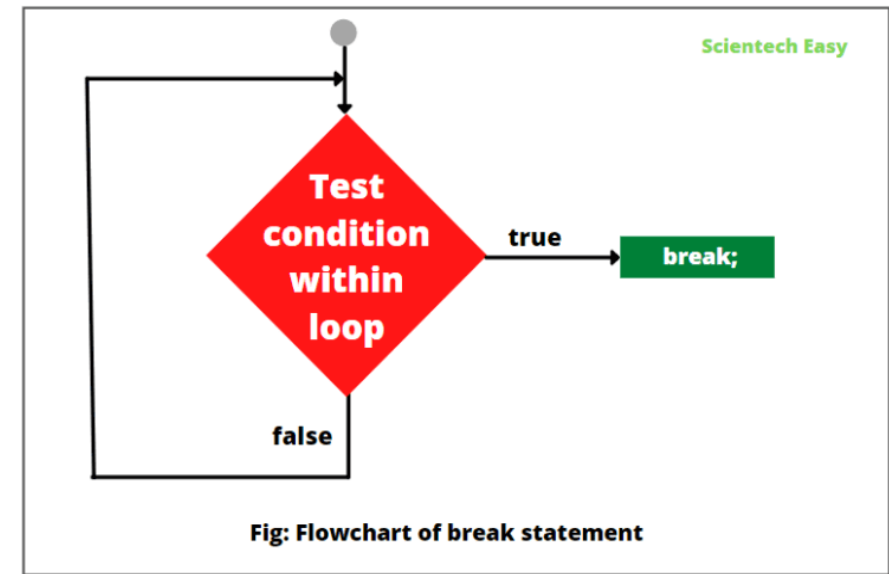 Scientech Easy
Test
condition
within
loop
true
break;
false
Fig: Flowchart of break statement